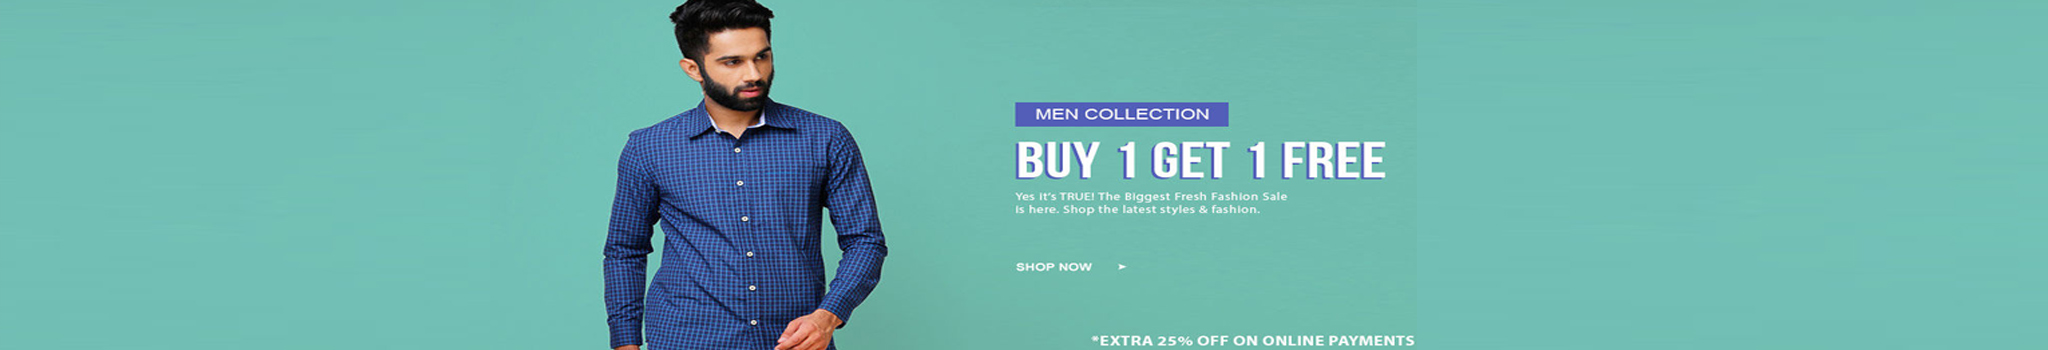 MEN COLLECTION
BUY 1 GET 1 FREE
Yes it's TRUE! The Biggest Fresh Fashion Sale
is here. Shop the latest styles & fashion.
SHOP NOW ➤
*EXTRA 25% OFF ON ONLINE PAYMENTS